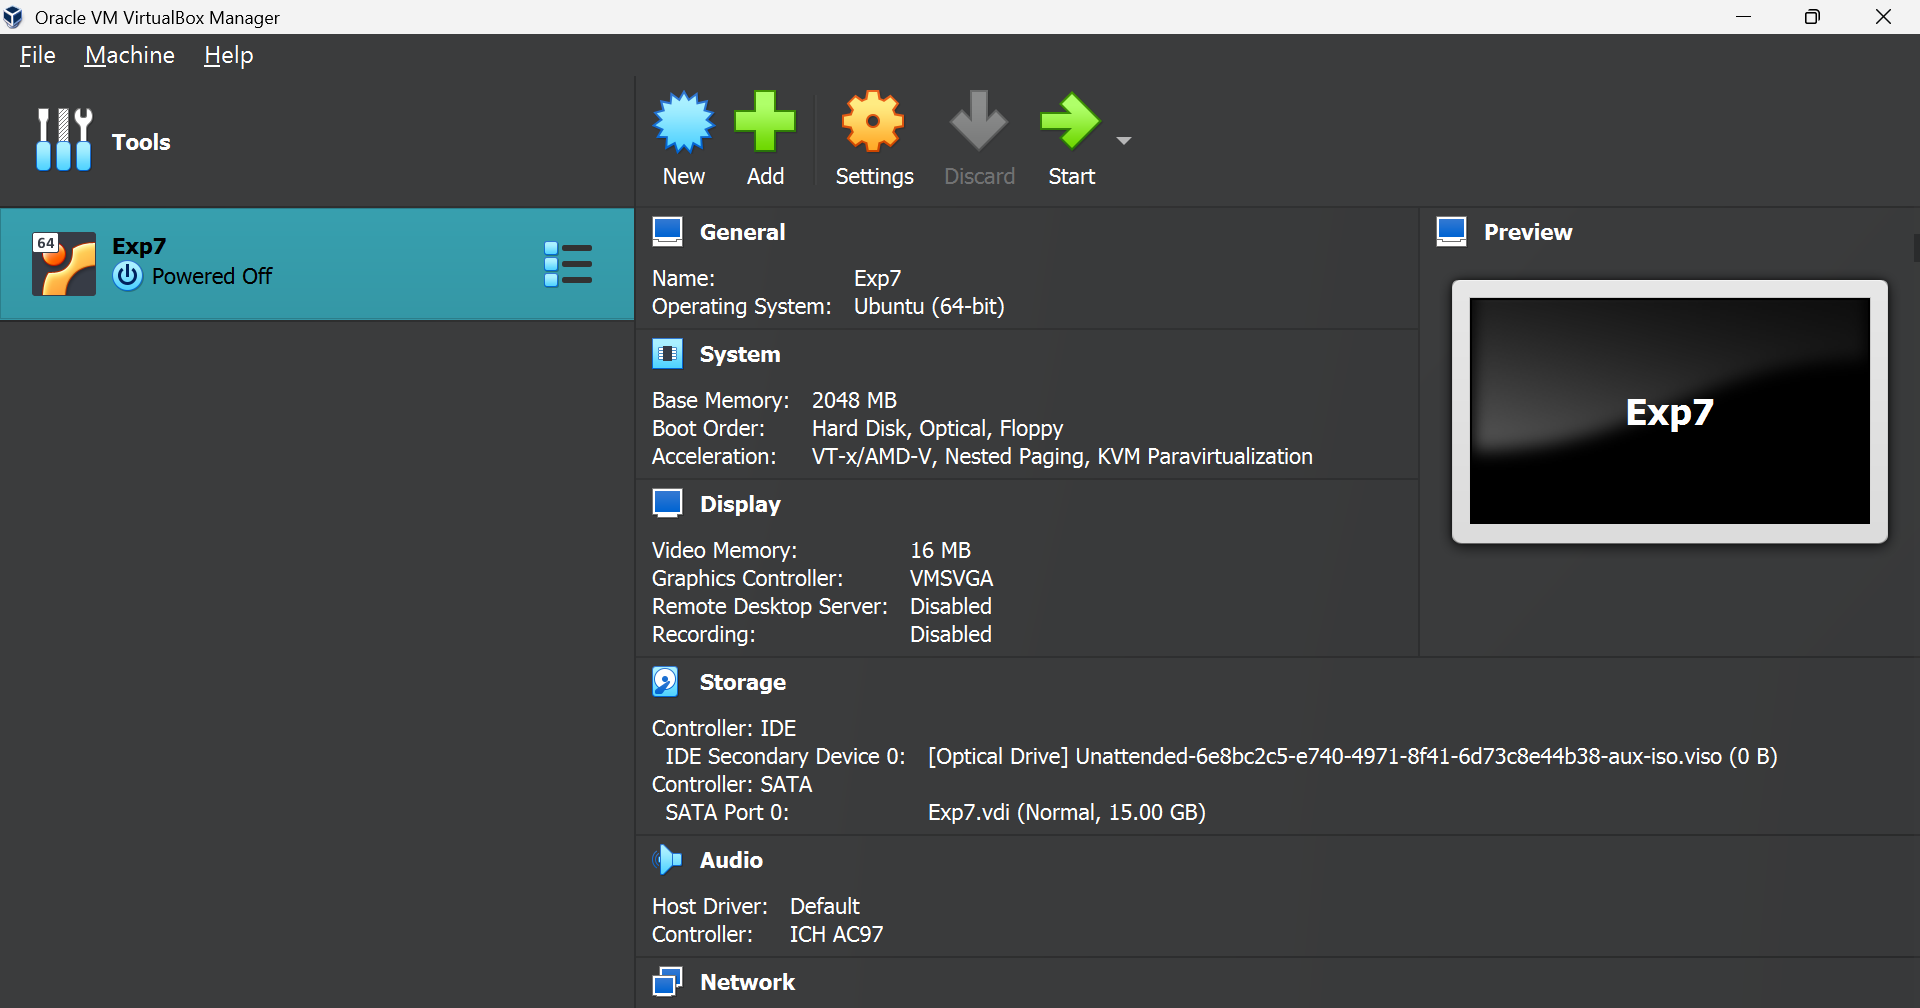 Oracle VM VirtualBox Manager
File Machine Help
Tools
New Add Settings Discard Start
64
Exp7
Powered Off
General
Name: Exp7
Operating System: Ubuntu (64-bit)
System
Base Memory: 2048 MB
Boot Order: Hard Disk, Optical, Floppy
Acceleration: VT-x/AMD-V, Nested Paging, KVM Paravirtualization
Display
Video Memory: 16 MB
Graphics Controller: VMSVGA
Remote Desktop Server: Disabled
Recording: Disabled
Storage
Controller: IDE
IDE Secondary Device 0: [Optical Drive] Unattended-6e8bc2c5-e740-4971-8f41-6d73c8e44b38-aux-iso.viso (0 B)
Controller: SATA
SATA Port 0: Exp7.vdi (Normal, 15.00 GB)
Audio
Host Driver: Default
Controller: ICH AC97
Network
Preview
Exp7